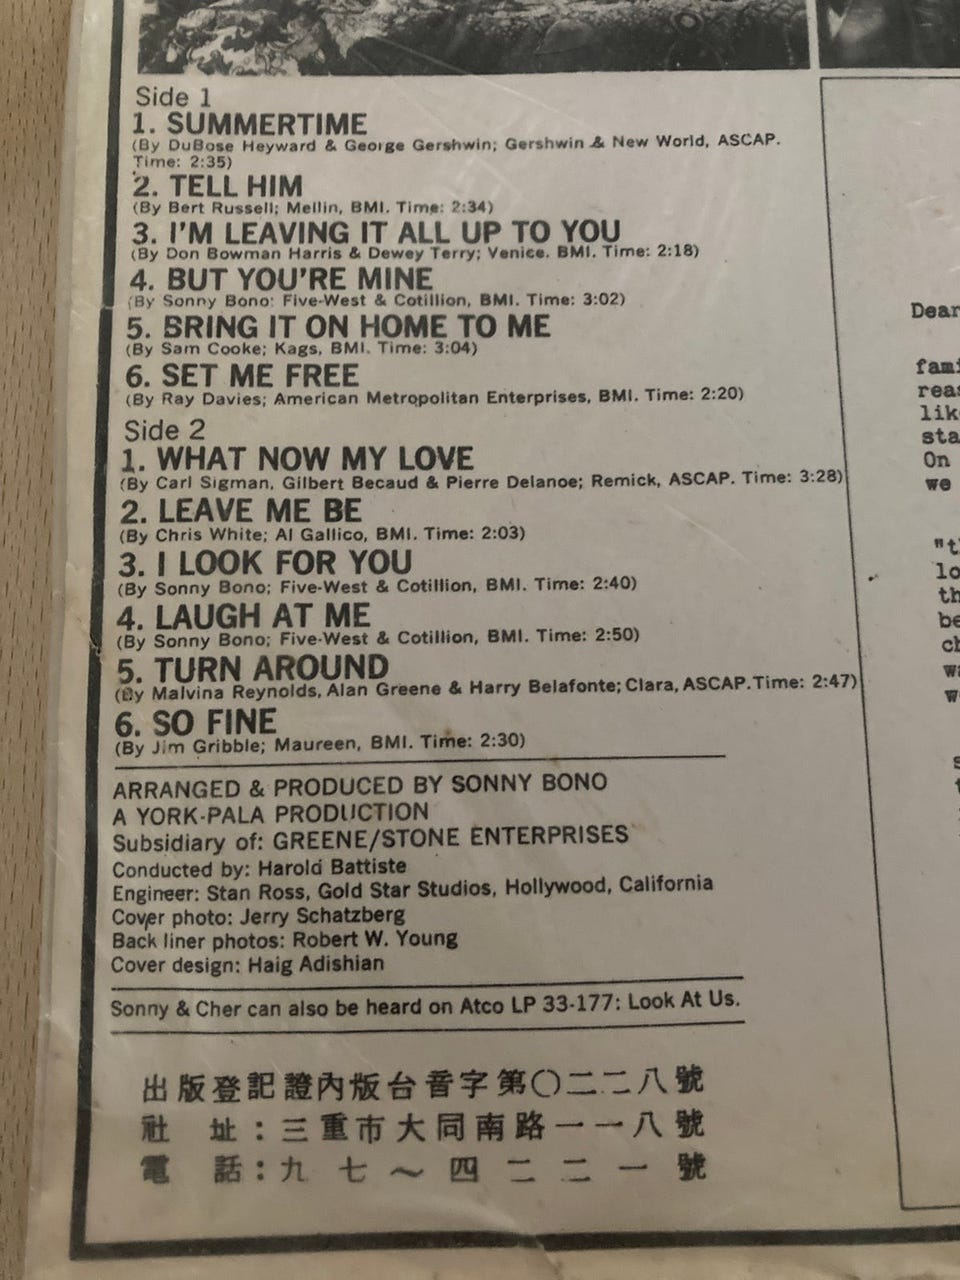 Side 1
1. SUMMERTIME
(By DuBose Heyward & George Gershwin; Gershwin & New World, ASCAP.
Time: 2:35)
2. TELL HIM
(By Bert Russell; Mellin, BMI. Time: 2:34)
3. I'M LEAVING IT ALL UP TO YOU
(By Don Bowman Harris & Dewey Terry; Venice, BMI. Time: 2:18)
4. BUT YOU'RE MINE
(By Sonny Bono; Five-West & Cotillion, BMI. Time: 3:02)
5. BRING IT ON HOME TO ME
(By Sam Cooke; Kags, BMI. Time: 3:04)
6. SET ME FREE
(By Ray Davies; American Metropolitan Enterprises, BMI. Time: 2:20)
Side 2
1. WHAT NOW MY LOVE
(By Carl Sigman, Gilbert Becaud & Pierre Delanoe; Remick, ASCAP. Time: 3:28)
2. LEAVE ME BE
(By Chris White; Al Gallico, BMI. Time: 2:03)
3. I LOOK FOR YOU
(By Sonny Bono; Five-West & Cotillion, BMI. Time: 2:40)
4. LAUGH AT ME
(By Sonny Bono; Five-West & Cotillion, BMI. Time: 2:50)
5. TURN AROUND
(By Malvina Reynolds, Alan Greene & Harry Belafonte; Clara, ASCAP. Time: 2:47)
6. SO FINE
(By Jim Gribble; Maureen, BMI. Time: 2:30)
ARRANGED & PRODUCED BY SONNY BONO
A YORK-PALA PRODUCTION
Subsidiary of: GREENE/STONE ENTERPRISES
Conducted by: Harold Battiste
Engineer: Stan Ross, Gold Star Studios, Hollywood, California
Cover photo: Jerry Schatzberg
Back liner photos: Robert W. Young
Cover design: Haig Adishian
Sonny & Cher can also be heard on Atco LP 33-177: Look At Us.
出版登記證內版台音字第〇二二八號
社 址：三重市大同南路一一八號
電 話：九七～四二二一號
Dear
On
we